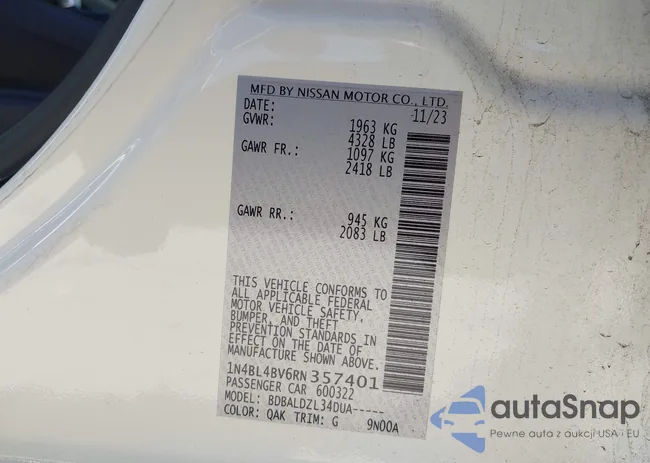 MFD BY NISSAN MOTOR CO., LTD.
DATE: 11/23
GVWR: 1963 KG
4328 LB
GAWR FR.: 1097 KG
2418 LB
GAWR RR.: 945 KG
2083 LB
THIS VEHICLE CONFORMS TO
ALL APPLICABLE FEDERAL
MOTOR VEHICLE SAFETY,
BUMPER, AND THEFT
PREVENTION STANDARDS IN
EFFECT ON THE DATE OF
MANUFACTURE SHOWN ABOVE.
1N4BL4BV6RN357401
PASSENGER CAR 600322
MODEL: BDBALDZL34DUA-----
COLOR: QAK TRIM: G 9N00A
autoSnap
Pewne auta z aukcji USA i EU